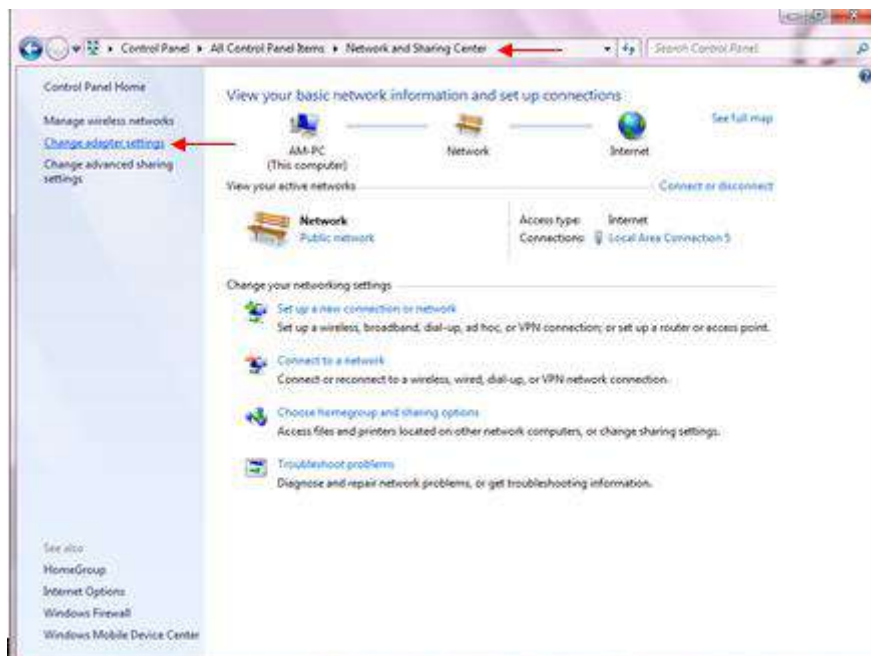 Control Panel
All Control Panel Items
Network and Sharing Center
Search Control Panel
Control Panel Home
Manage wireless networks
Change adapter settings
Change advanced sharing
settings
View your basic network information and set up connections
See full map
AM-PC
(This computer)
Network
Internet
View your active networks
Connect or disconnect
Network
Public network
Access type: Internet
Connections: Local Area Connection 5
Change your networking settings
Set up a new connection or network
Set up a wireless, broadband, dial-up, ad hoc, or VPN connection; or set up a router or access point.
Connect to a network
Connect or reconnect to a wireless, wired, dial-up, or VPN network connection.
Choose homegroup and sharing options
Access files and printers located on other network computers, or change sharing settings.
Troubleshoot problems
Diagnose and repair network problems, or get troubleshooting information.
See also
HomeGroup
Internet Options
Windows Firewall
Windows Mobile Device Center